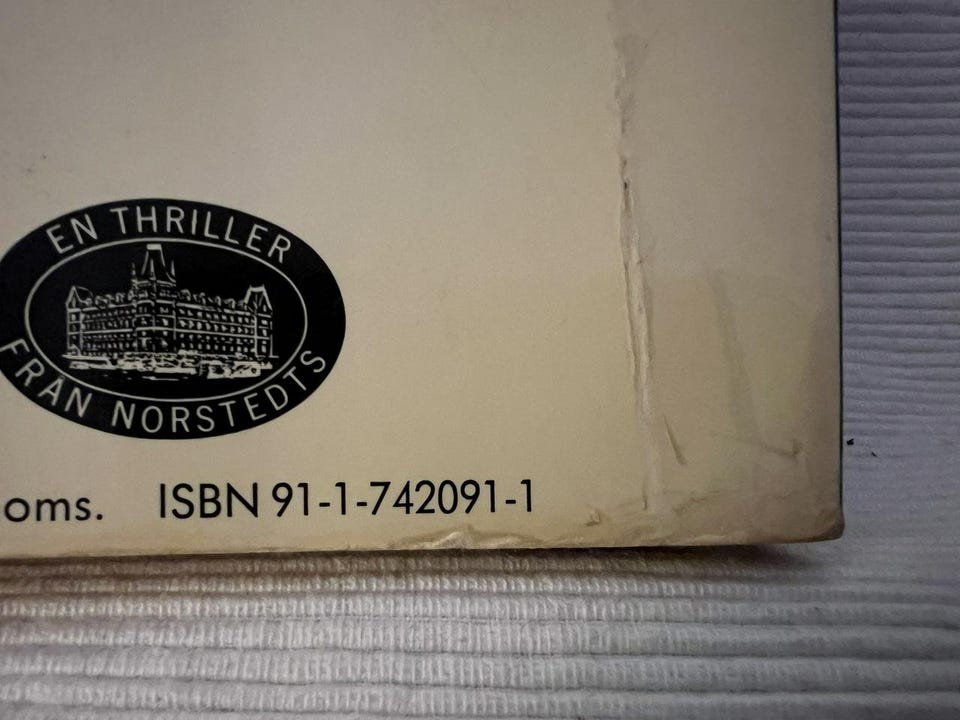 EN THRILLER
FRÅN NORSTEDTS
oms. ISBN 91-1-742091-1